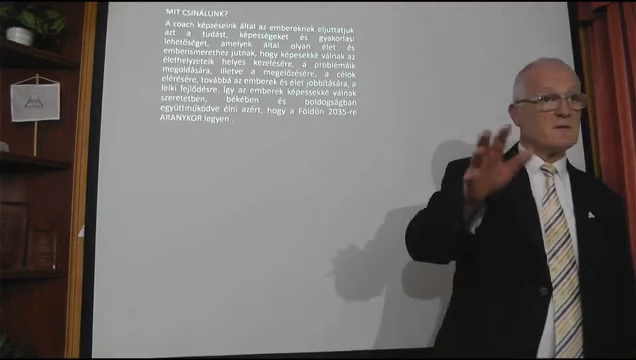 MIT CSINÁLUNK?
A coach képzéseink által az embereknek eljuttatjuk
azt a tudást, képességeket és gyakorlási
lehetőséget, amelyek által olyan élet és
emberismerethez jutnak, hogy képesekké válnak az
élethelyzeteik helyes kezelésére, a problémáik
megoldására, illetve a megelőzésére, a célok
elérésére, továbbá az emberek és élet jobbítására, a
lelki fejlődésre. Így az emberek képessekké válnak
szeretetben, békében és boldogságban
együttműködve élni azért, hogy a Földön 2035-re
ARANYKOR legyen .